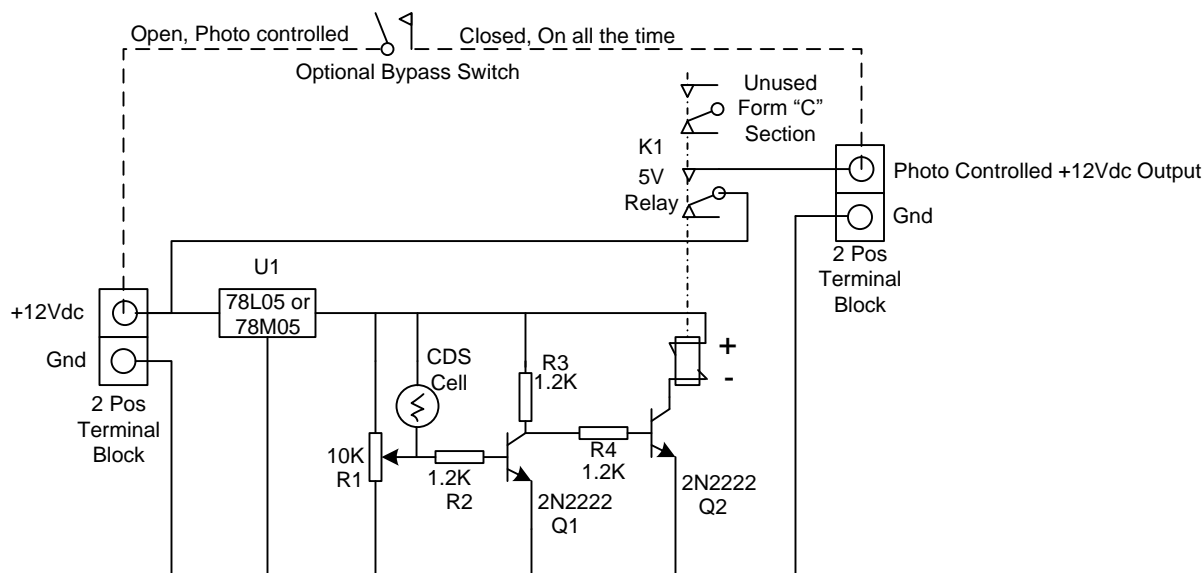 Open, Photo controlled
Closed, On all the time
Optional Bypass Switch
Unused
Form “C”
Section
K1
5V
Relay
Photo Controlled +12Vdc Output
Gnd
2 Pos
Terminal
Block
U1
78L05 or
78M05
+12Vdc
Gnd
2 Pos
Terminal
Block
CDS
Cell
R3
1.2K
+
-
10K
R1
1.2K
R2
R4
1.2K
2N2222
Q1
2N2222
Q2